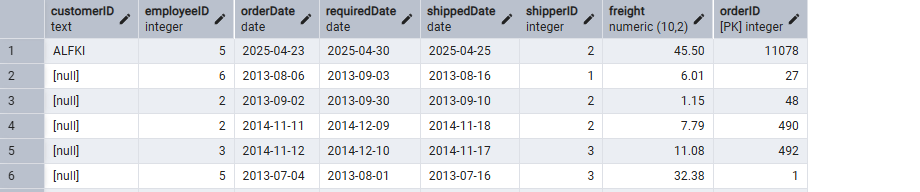 customerID employeeID orderDate requiredDate shippedDate shipperID freight orderID
text integer date date date integer numeric (10,2) [PK] integer
1 ALFKI 5 2025-04-23 2025-04-30 2025-04-25 2 45.50 11078
2 [null] 6 2013-08-06 2013-09-03 2013-08-16 1 6.01 27
3 [null] 2 2013-09-02 2013-09-30 2013-09-10 2 1.15 48
4 [null] 2 2014-11-11 2014-12-09 2014-11-18 2 7.79 490
5 [null] 3 2014-11-12 2014-12-10 2014-11-17 3 11.08 492
6 [null] 5 2013-07-04 2013-08-01 2013-07-16 3 32.38 1